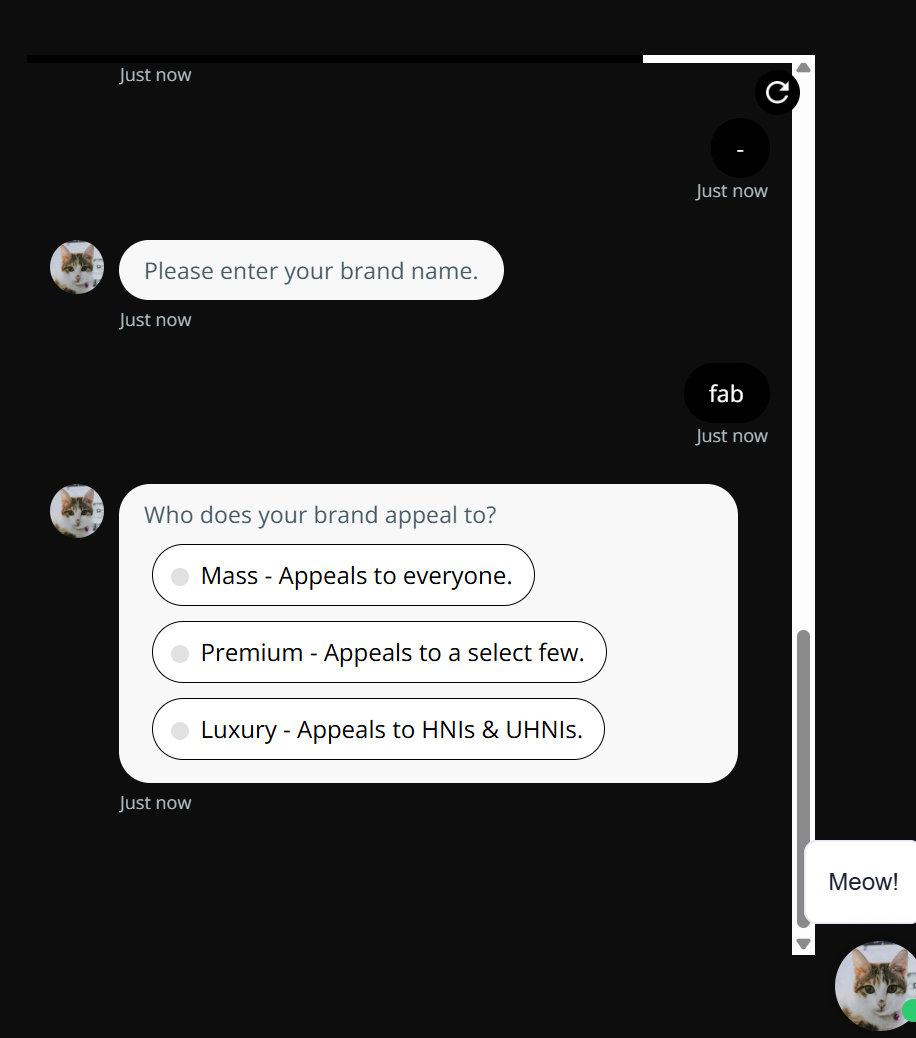 Just now
-
Just now
Please enter your brand name.
Just now
fab
Just now
Who does your brand appeal to?
Mass - Appeals to everyone.
Premium - Appeals to a select few.
Luxury - Appeals to HNIs & UHNIs.
Just now
Meow!